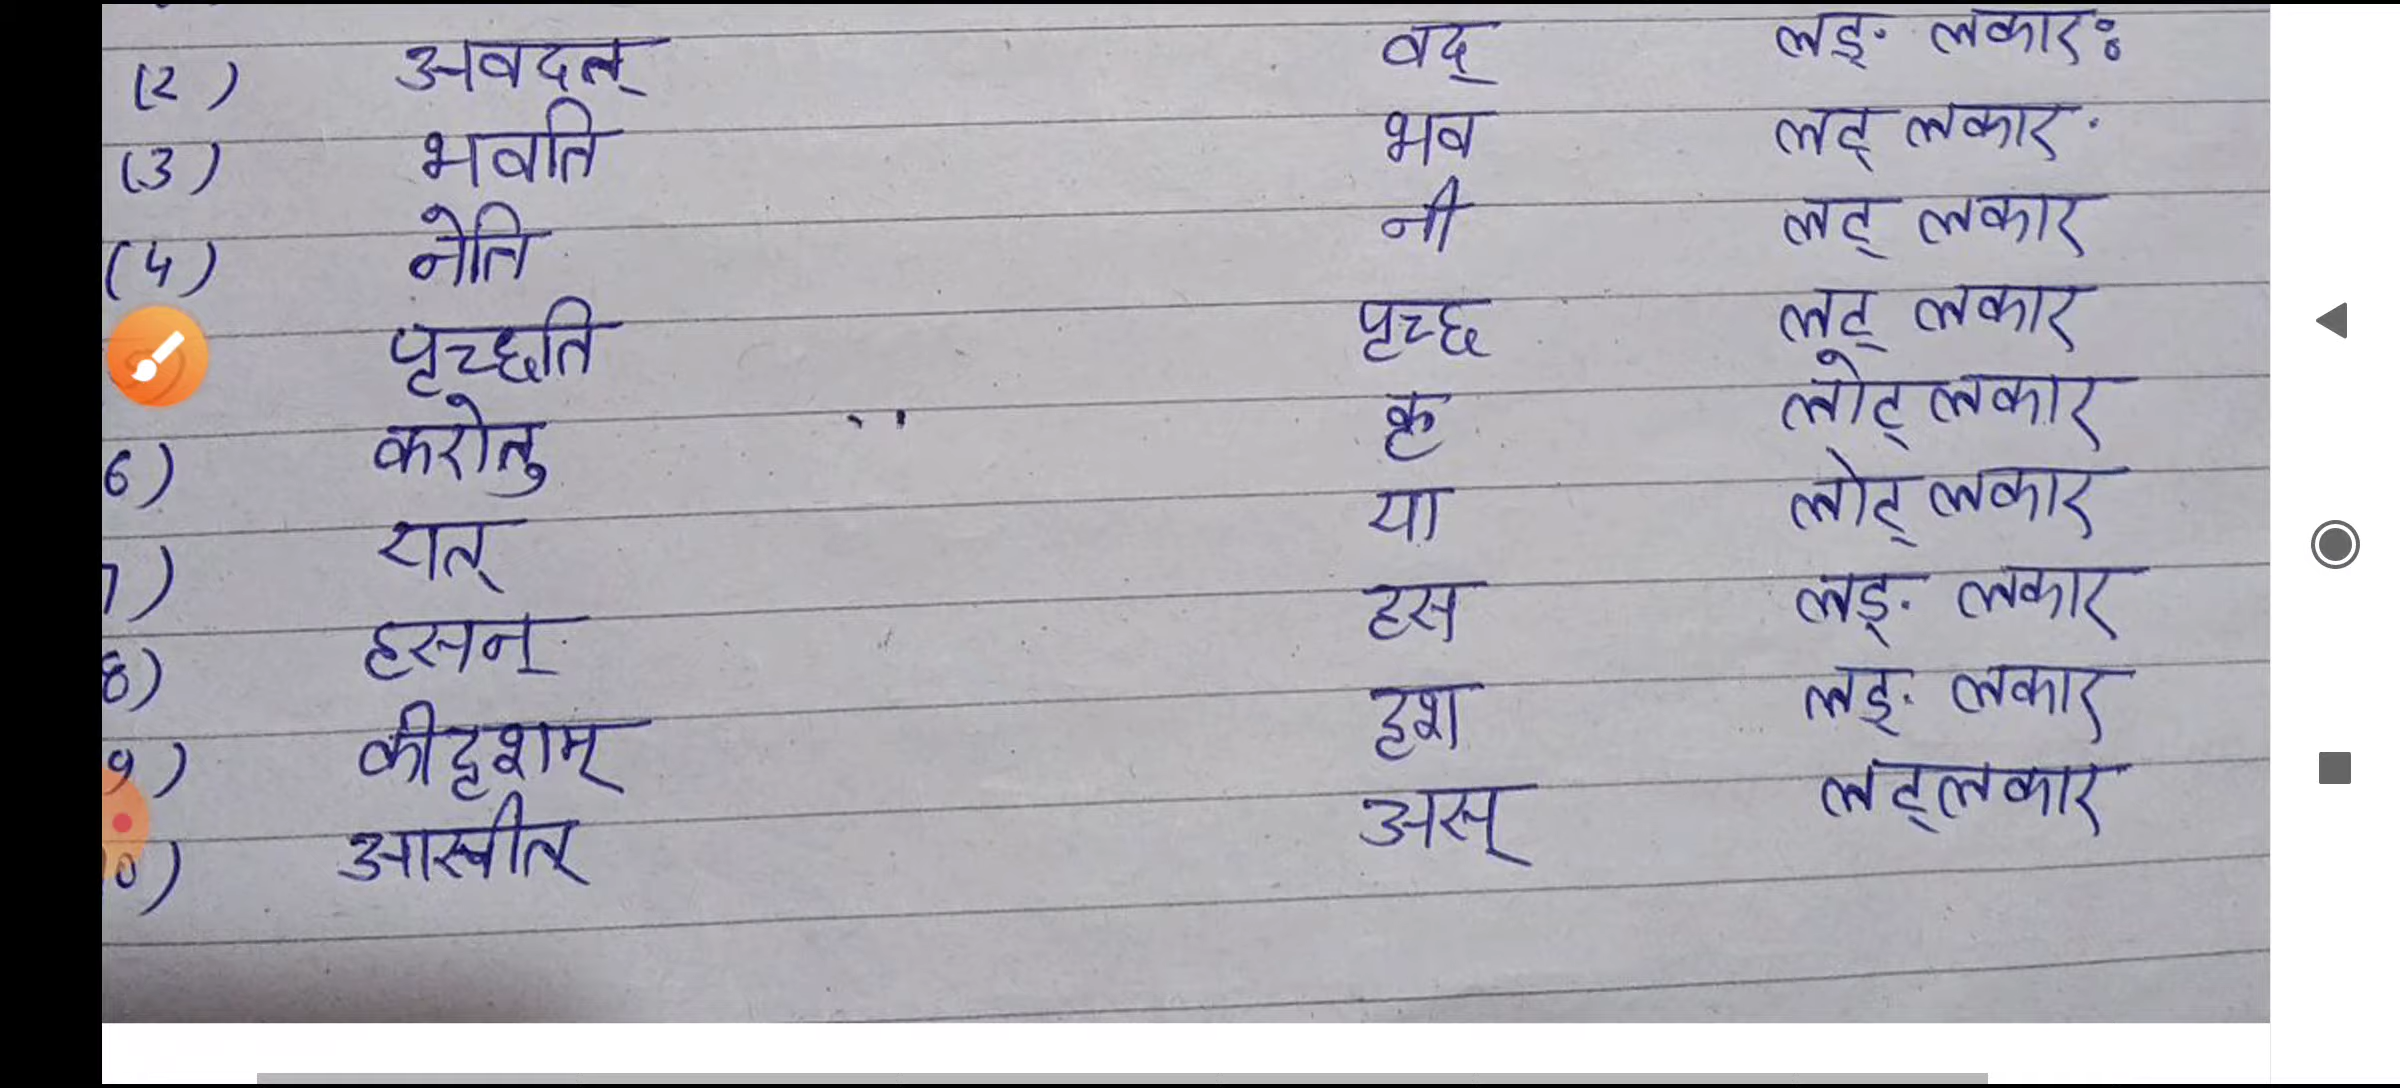 (2) अवदत् वद् लङ् लकारः
(3) भवति भव लट् लकार
(4) नेति नी लट् लकार
पृच्छति पृच्छ लट् लकार
6) करोतु कृ लोट् लकार
7) यत् या लोट् लकार
8) हसन् हस लङ् लकार
9) कीदृशम् दृश लङ् लकार
10) आसीत् अस् लट्लकार